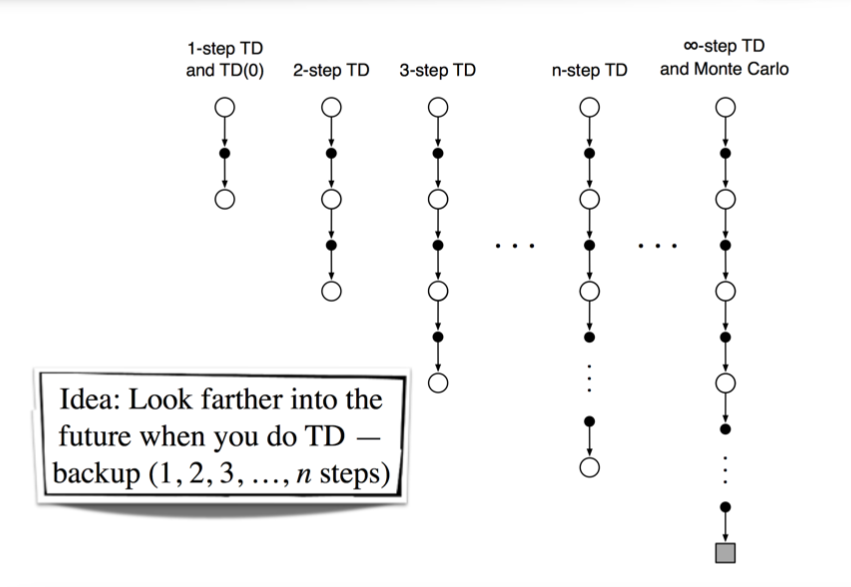 1-step TD
and TD(0)
2-step TD
3-step TD
n-step TD
∞-step TD
and Monte Carlo
Idea: Look farther into the
future when you do TD —
backup (1, 2, 3, …, n steps)